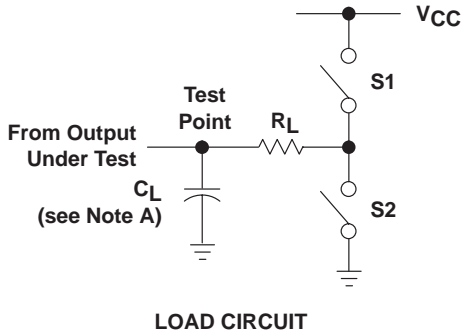 VCC
S1
Test
Point
RL
From Output
Under Test
CL
(see Note A)
S2
LOAD CIRCUIT